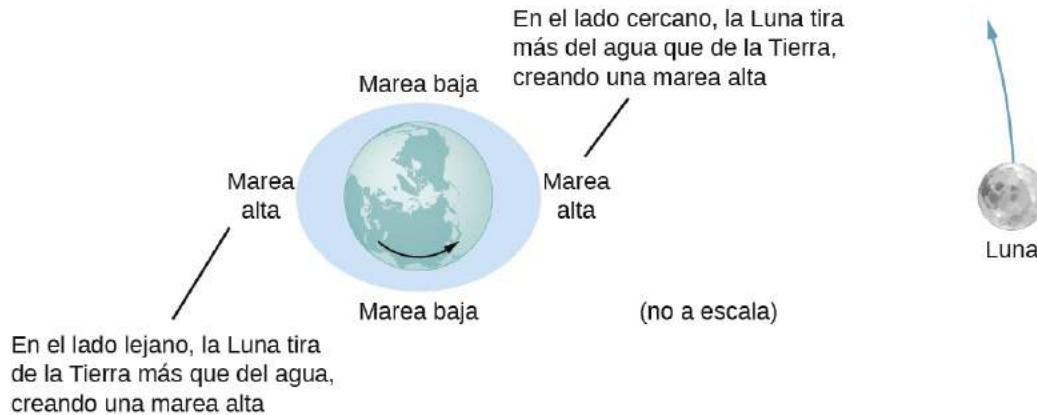 En el lado cercano, la Luna tira
más del agua que de la Tierra,
creando una marea alta
Marea baja
Marea
alta
Marea
alta
Luna
Marea baja
(no a escala)
En el lado lejano, la Luna tira
de la Tierra más que del agua,
creando una marea alta